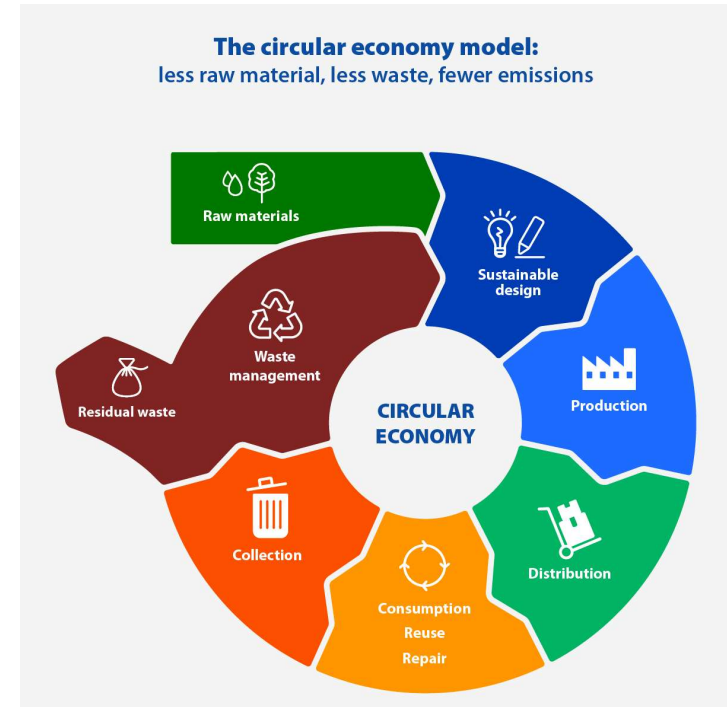 The circular economy model:
less raw material, less waste, fewer emissions
Raw materials
Sustainable
design
Production
Distribution
Consumption
Reuse
Repair
Collection
Waste
management
Residual waste
CIRCULAR
ECONOMY